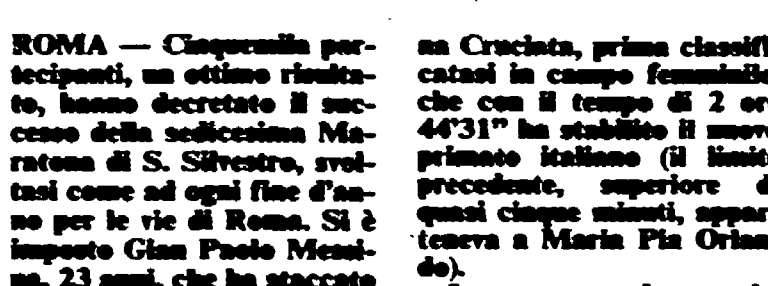 ROMA — Cinquemila par-
tecipanti, un ottimo risulta-
to, hanno decretato il suc-
cesso della sedicesima Ma-
ratona di S. Silvestro, svol-
tasi come ad ogni fine d'an-
no per le vie di Roma. Si è
imposto Gian Paolo Messi-
na, 23 anni, che ha staccato
na Cruciata, prima classifi
catasi in campo femminile
che con il tempo di 2 or
44'31" ha stabilito il nuov
primato italiano (il limit
precedente, superiore d
quasi cinque minuti, appar
teneva a Maria Pia Orlan
do).